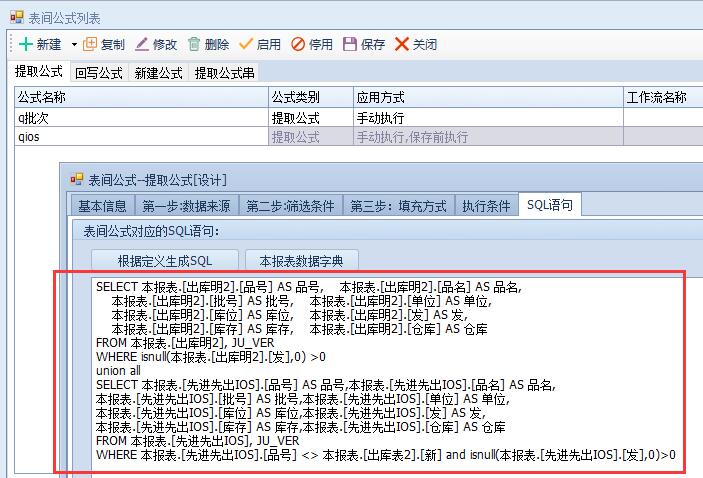 表间公式列表
新建 复制 修改 删除 启用 停用 保存 关闭
提取公式 回写公式 新建公式 提取公式串
公式名称 公式类别 应用方式 工作流名称
q批次 提取公式 手动执行
qios 提取公式 手动执行,保存前执行
表间公式--提取公式[设计]
基本信息 第一步:数据来源 第二步:筛选条件 第三步：填充方式 执行条件 SQL语句
表间公式对应的SQL语句：
根据定义生成SQL 本报表数据字典
SELECT 本报表.[出库明2].[品号] AS 品号, 本报表.[出库明2].[品名] AS 品名,
本报表.[出库明2].[批号] AS 批号, 本报表.[出库明2].[单位] AS 单位,
本报表.[出库明2].[库位] AS 库位, 本报表.[出库明2].[发] AS 发,
本报表.[出库明2].[库存] AS 库存, 本报表.[出库明2].[仓库] AS 仓库
FROM 本报表.[出库明2], JU_VER
WHERE isnull(本报表.[出库明2].[发],0) >0
union all
SELECT 本报表.[先进先出IOS].[品号] AS 品号,本报表.[先进先出IOS].[品名] AS 品名,
本报表.[先进先出IOS].[批号] AS 批号,本报表.[先进先出IOS].[单位] AS 单位,
本报表.[先进先出IOS].[库位] AS 库位,本报表.[先进先出IOS].[发] AS 发,
本报表.[先进先出IOS].[库存] AS 库存,本报表.[先进先出IOS].[仓库] AS 仓库
FROM 本报表.[先进先出IOS], JU_VER
WHERE 本报表.[先进先出IOS].[品号] <> 本报表.[出库表2].[新] and isnull(本报表.[先进先出IOS].[发],0)>0